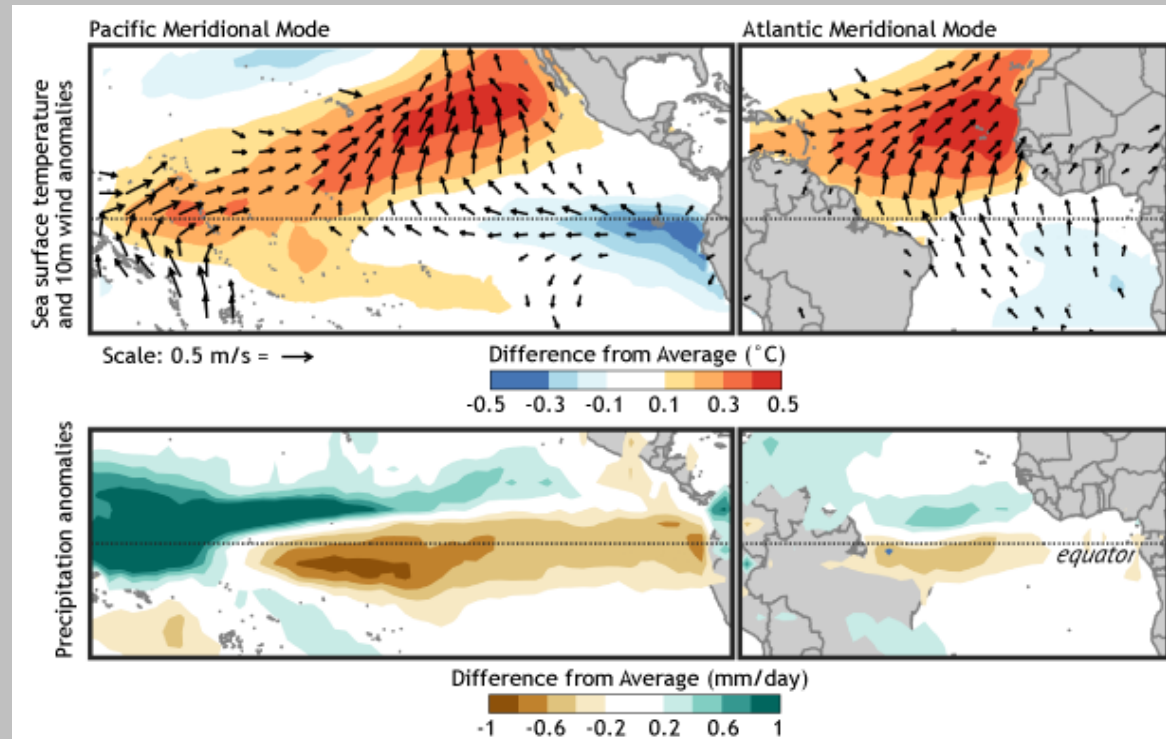 Pacific Meridional Mode
Atlantic Meridional Mode
Sea surface temperature
and 10m wind anomalies
Scale: 0.5 m/s = →
Difference from Average (°C)
-0.5 -0.3 -0.1 0.1 0.3 0.5
Precipitation anomalies
equator
Difference from Average (mm/day)
-1 -0.6 -0.2 0.2 0.6 1